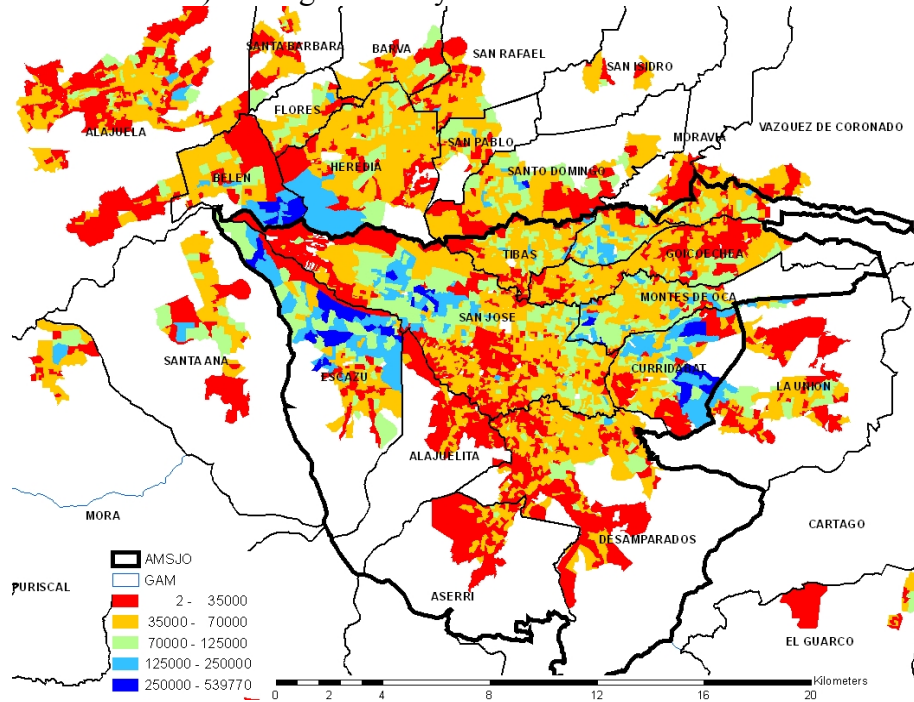 SANTA BARBARA
BARVA
SAN RAFAEL
SAN ISIDRO
FLORES
ALAJUELA
MORAVIA
VAZQUEZ DE CORONADO
SAN PABLO
HEREDIA
SANTO DOMINGO
BELEN
TIBAS
GOICOECHEA
MONTES DE OCA
SAN JOSE
SANTA ANA
ESCAZU
CURRIDABAT
LA UNION
ALAJUELITA
MORA
CARTAGO
DESAMPARADOS
PURISCAL
ASERRI
EL GUARCO
AMSJO
GAM
2 - 35000
35000 - 70000
70000 - 125000
125000 - 250000
250000 - 539770
Kilometers
0 2 4 8 12 16 20